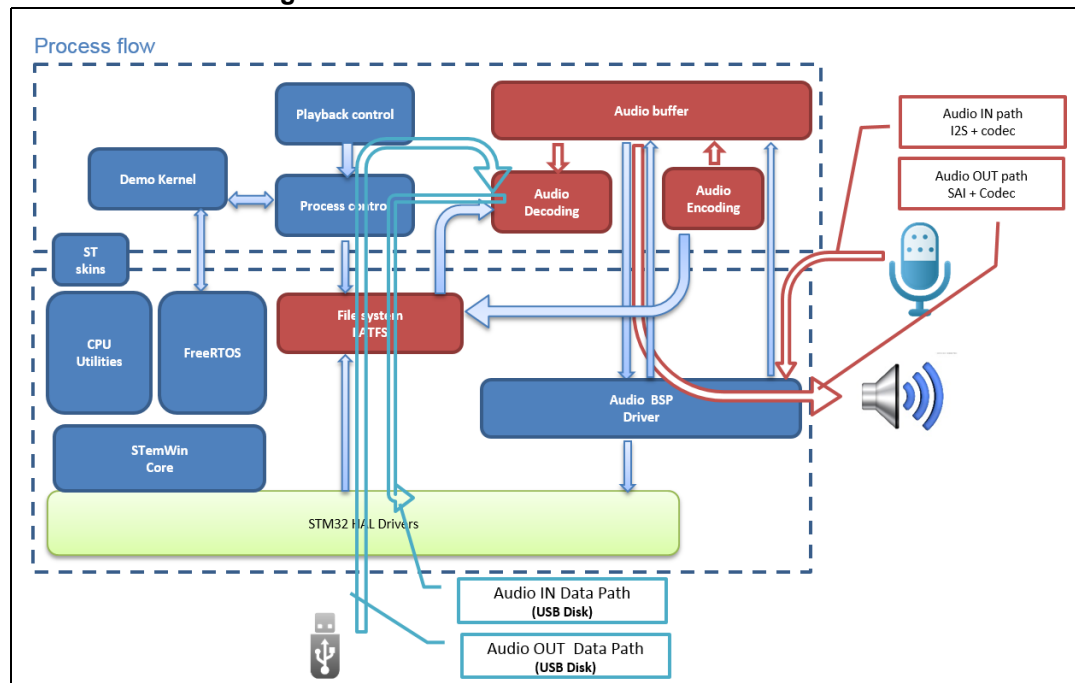 Process flow
Playback control
Audio buffer
Audio IN path
I2S + codec
Demo Kernel
Process control
Audio
Decoding
Audio
Encoding
Audio OUT path
SAI + Codec
ST
skins
CPU
Utilities
FreeRTOS
File system
FATFS
Audio BSP
Driver
STemWin
Core
STM32 HAL Drivers
Audio IN Data Path
(USB Disk)
Audio OUT Data Path
(USB Disk)